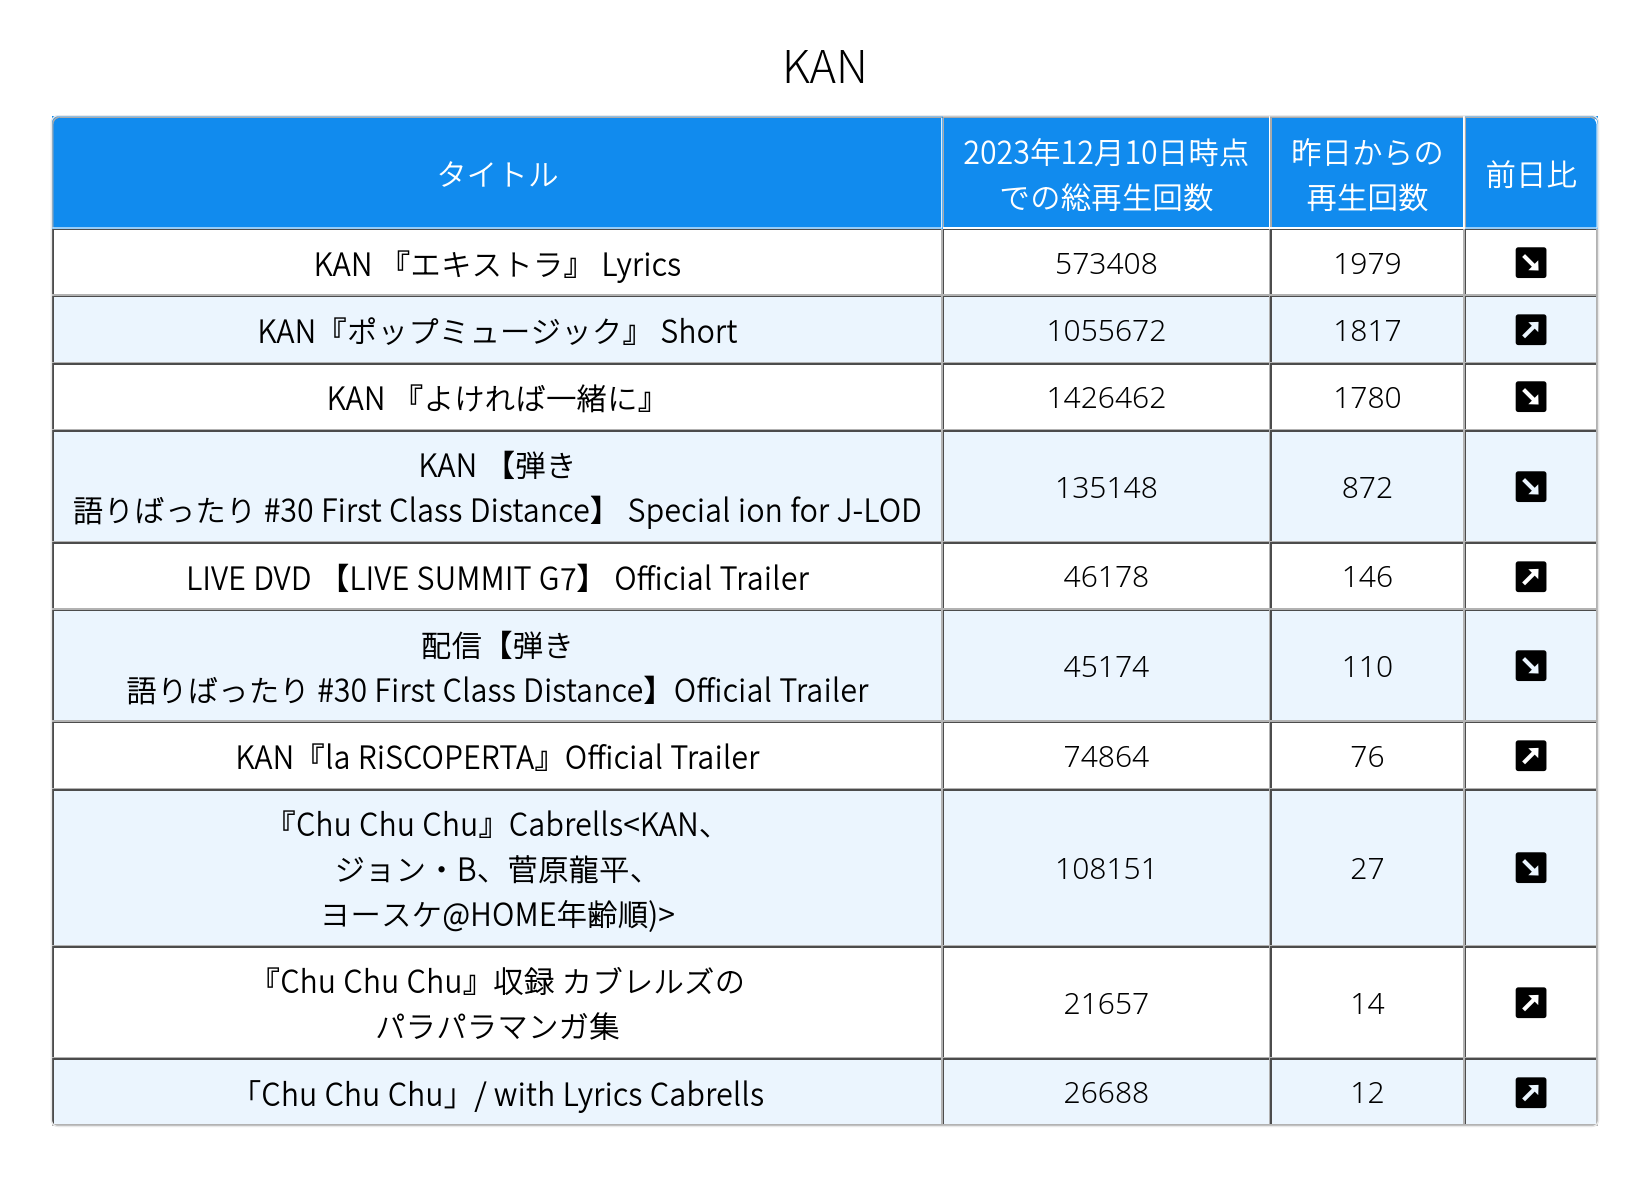 KAN
タイトル
2023年12月10日時点
での総再生回数
昨日からの
再生回数
前日比
KAN 『エキストラ』 Lyrics
573408
1979
KAN『ポップミュージック』 Short
1055672
1817
KAN 『よければ一緒に』
1426462
1780
KAN 【弾き
語りばったり #30 First Class Distance】 Special ion for J-LOD
135148
872
LIVE DVD 【LIVE SUMMIT G7】 Official Trailer
46178
146
配信【弾き
語りばったり #30 First Class Distance】Official Trailer
45174
110
KAN『la RiSCOPERTA』Official Trailer
74864
76
『Chu Chu Chu』Cabrells<KAN、
ジョン・B、菅原龍平、
ヨースケ@HOME年齢順)>
108151
27
『Chu Chu Chu』収録 カブレルズの
パラパラマンガ集
21657
14
「Chu Chu Chu」/ with Lyrics Cabrells
26688
12